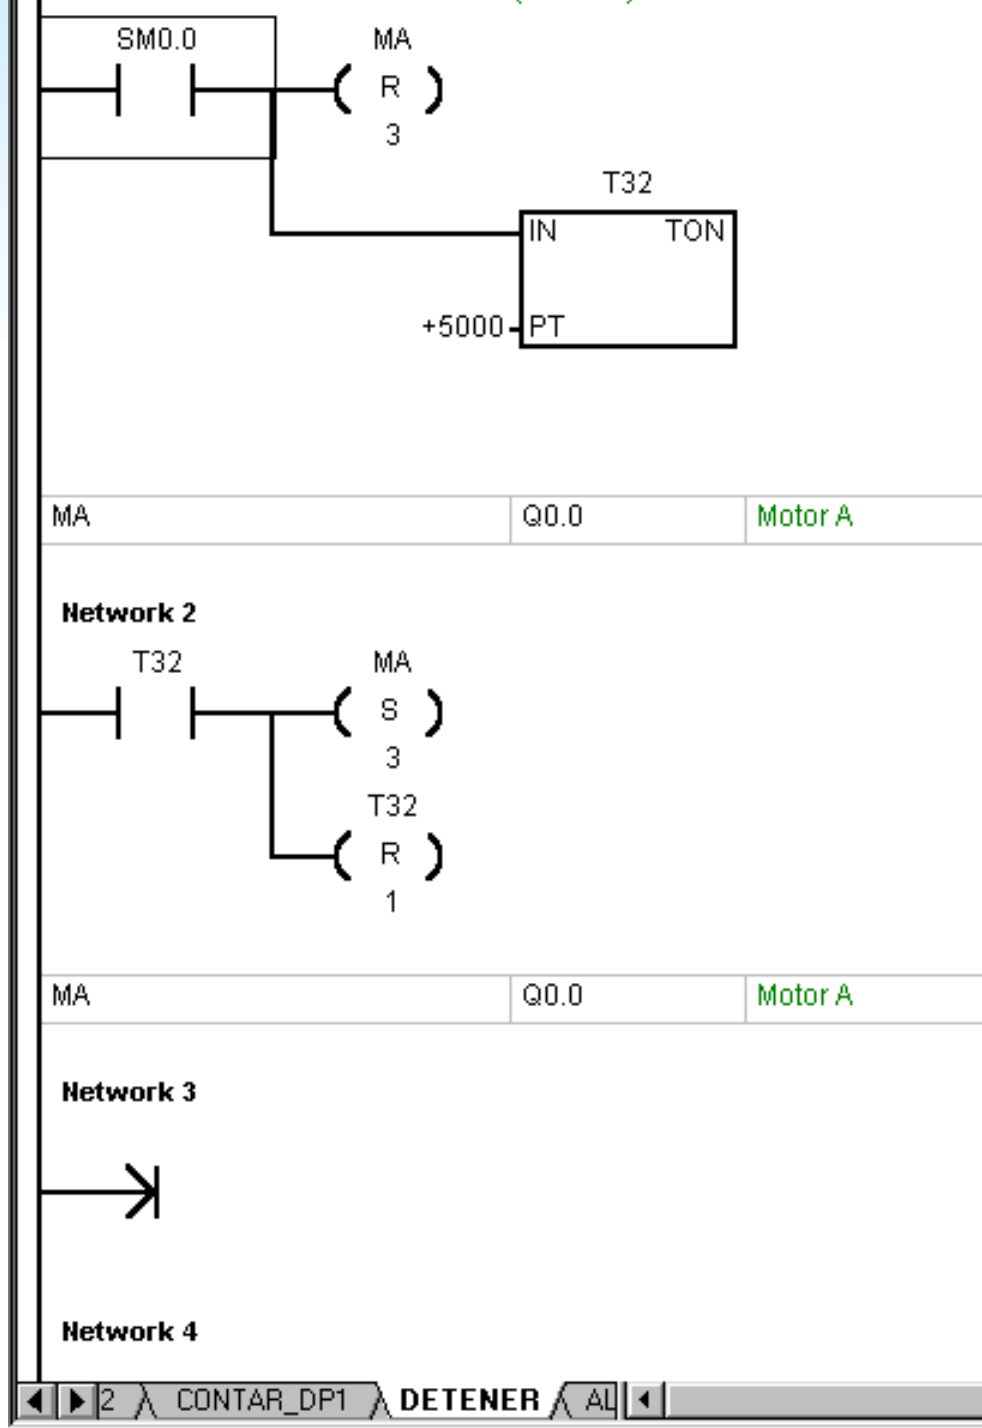 SM0.0 MA
R
3
T32
IN TON
+5000 PT
MA Q0.0 Motor A
Network 2
T32 MA
S
3
T32
R
1
MA Q0.0 Motor A
Network 3
Network 4
2 CONTAR_DP1 DETENER